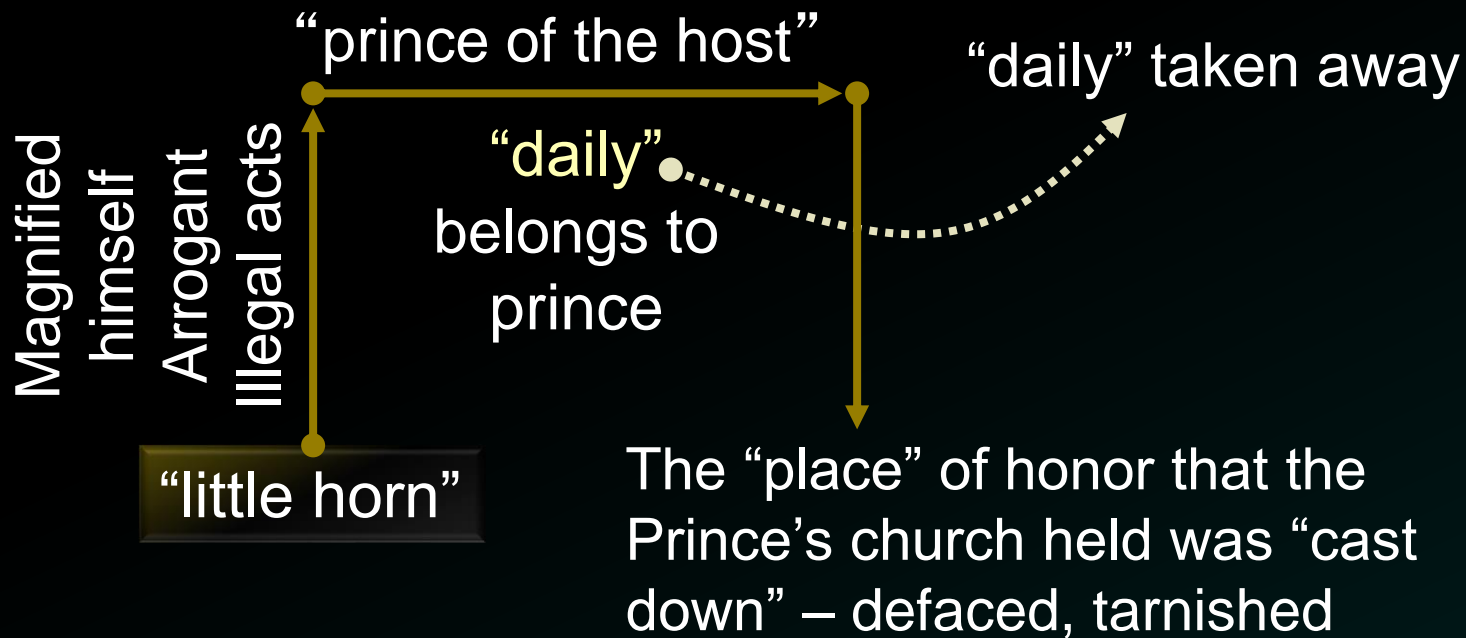 “prince of the host”
“daily” taken away
Magnified
himself
Arrogant
Illegal acts
“daily”
belongs to
prince
“little horn”
The “place” of honor that the
Prince’s church held was “cast
down” – defaced, tarnished